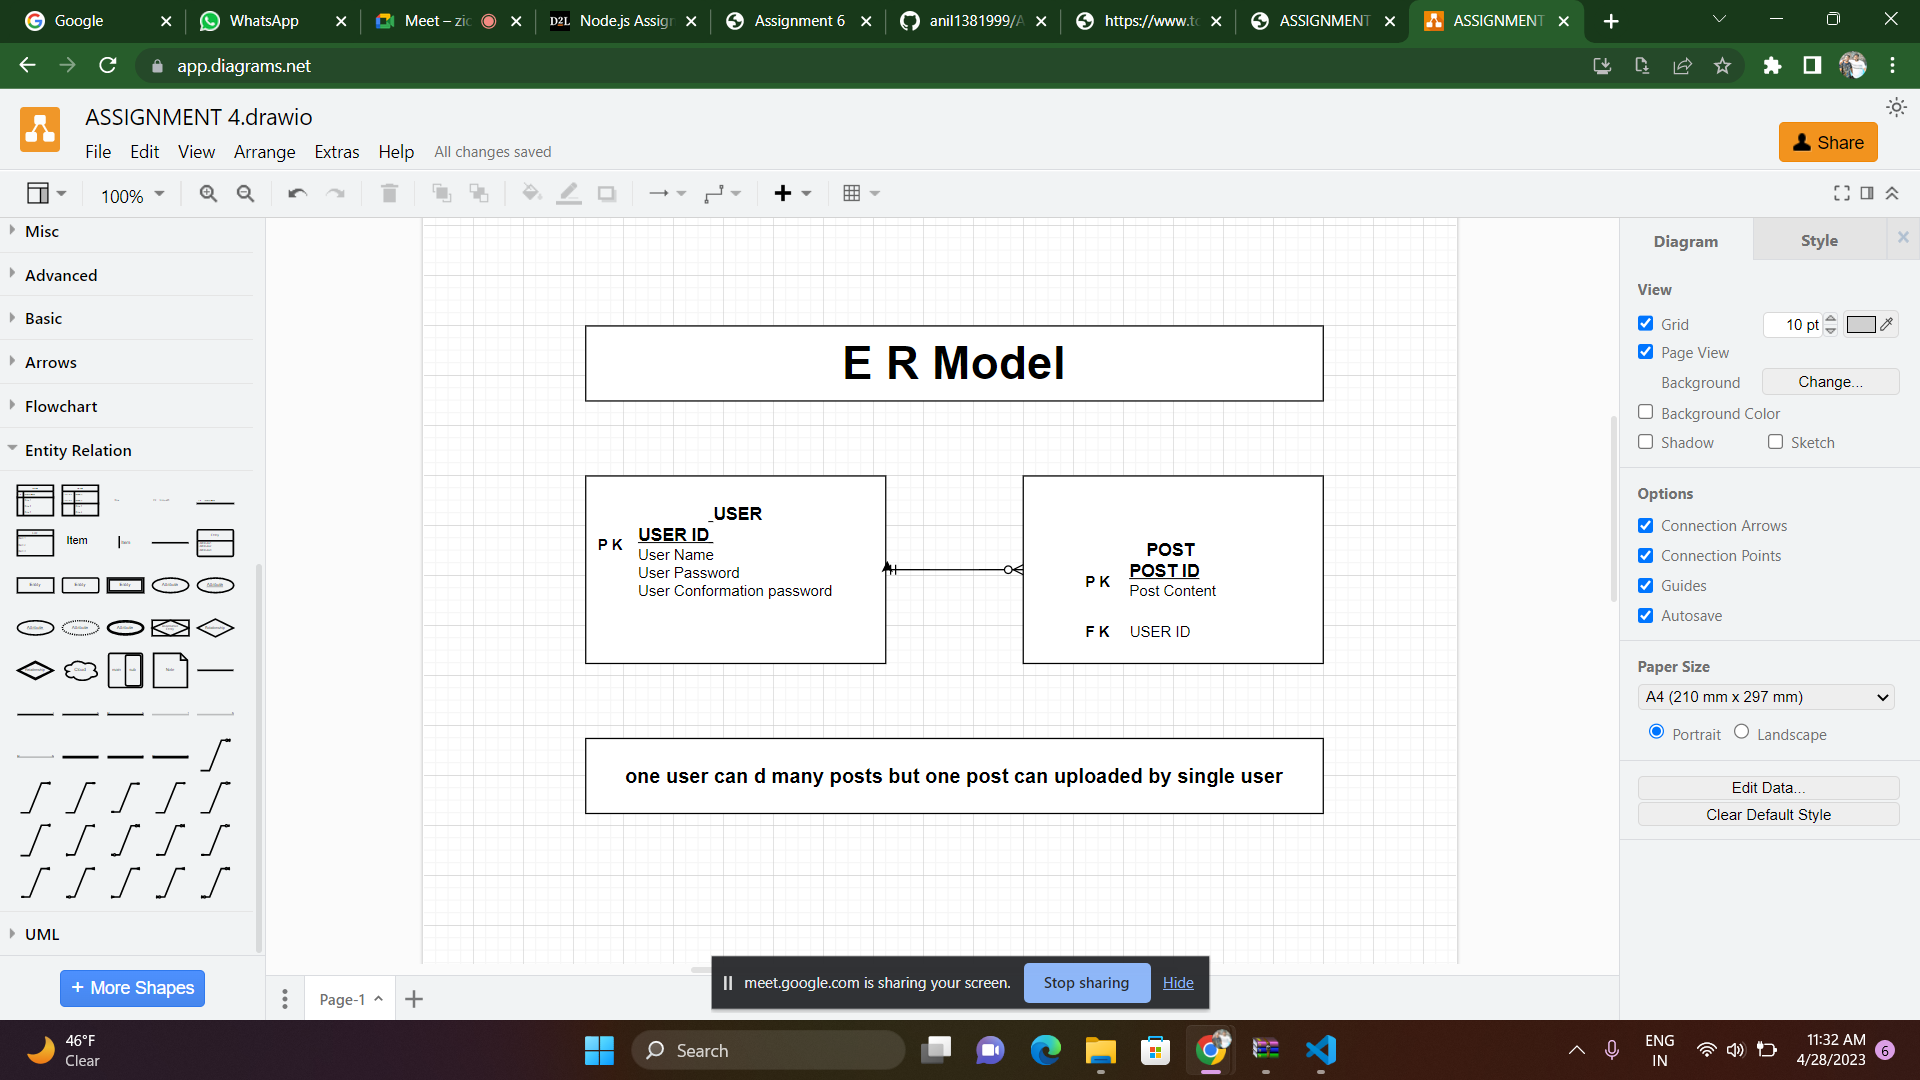 Google
WhatsApp
Meet – zic
D2L Node.js Assign
Assignment 6
anil1381999/A
https://www.to
ASSIGNMENT
ASSIGNMENT
app.diagrams.net
ASSIGNMENT 4.drawio
File Edit View Arrange Extras Help All changes saved
Share
100%
Misc
Advanced
Basic
Arrows
Flowchart
Entity Relation
Item
UML
+ More Shapes
E R Model
_USER
P K USER ID
User Name
User Password
User Conformation password
POST
P K POST ID
Post Content
F K USER ID
one user can d many posts but one post can uploaded by single user
Diagram Style
View
Grid 10 pt
Page View
Background Change...
Background Color
Shadow Sketch
Options
Connection Arrows
Connection Points
Guides
Autosave
Paper Size
A4 (210 mm x 297 mm)
Portrait Landscape
Edit Data...
Clear Default Style
Page-1
meet.google.com is sharing your screen. Stop sharing Hide
46°F
Clear
Search
ENG
IN
11:32 AM
4/28/2023
6